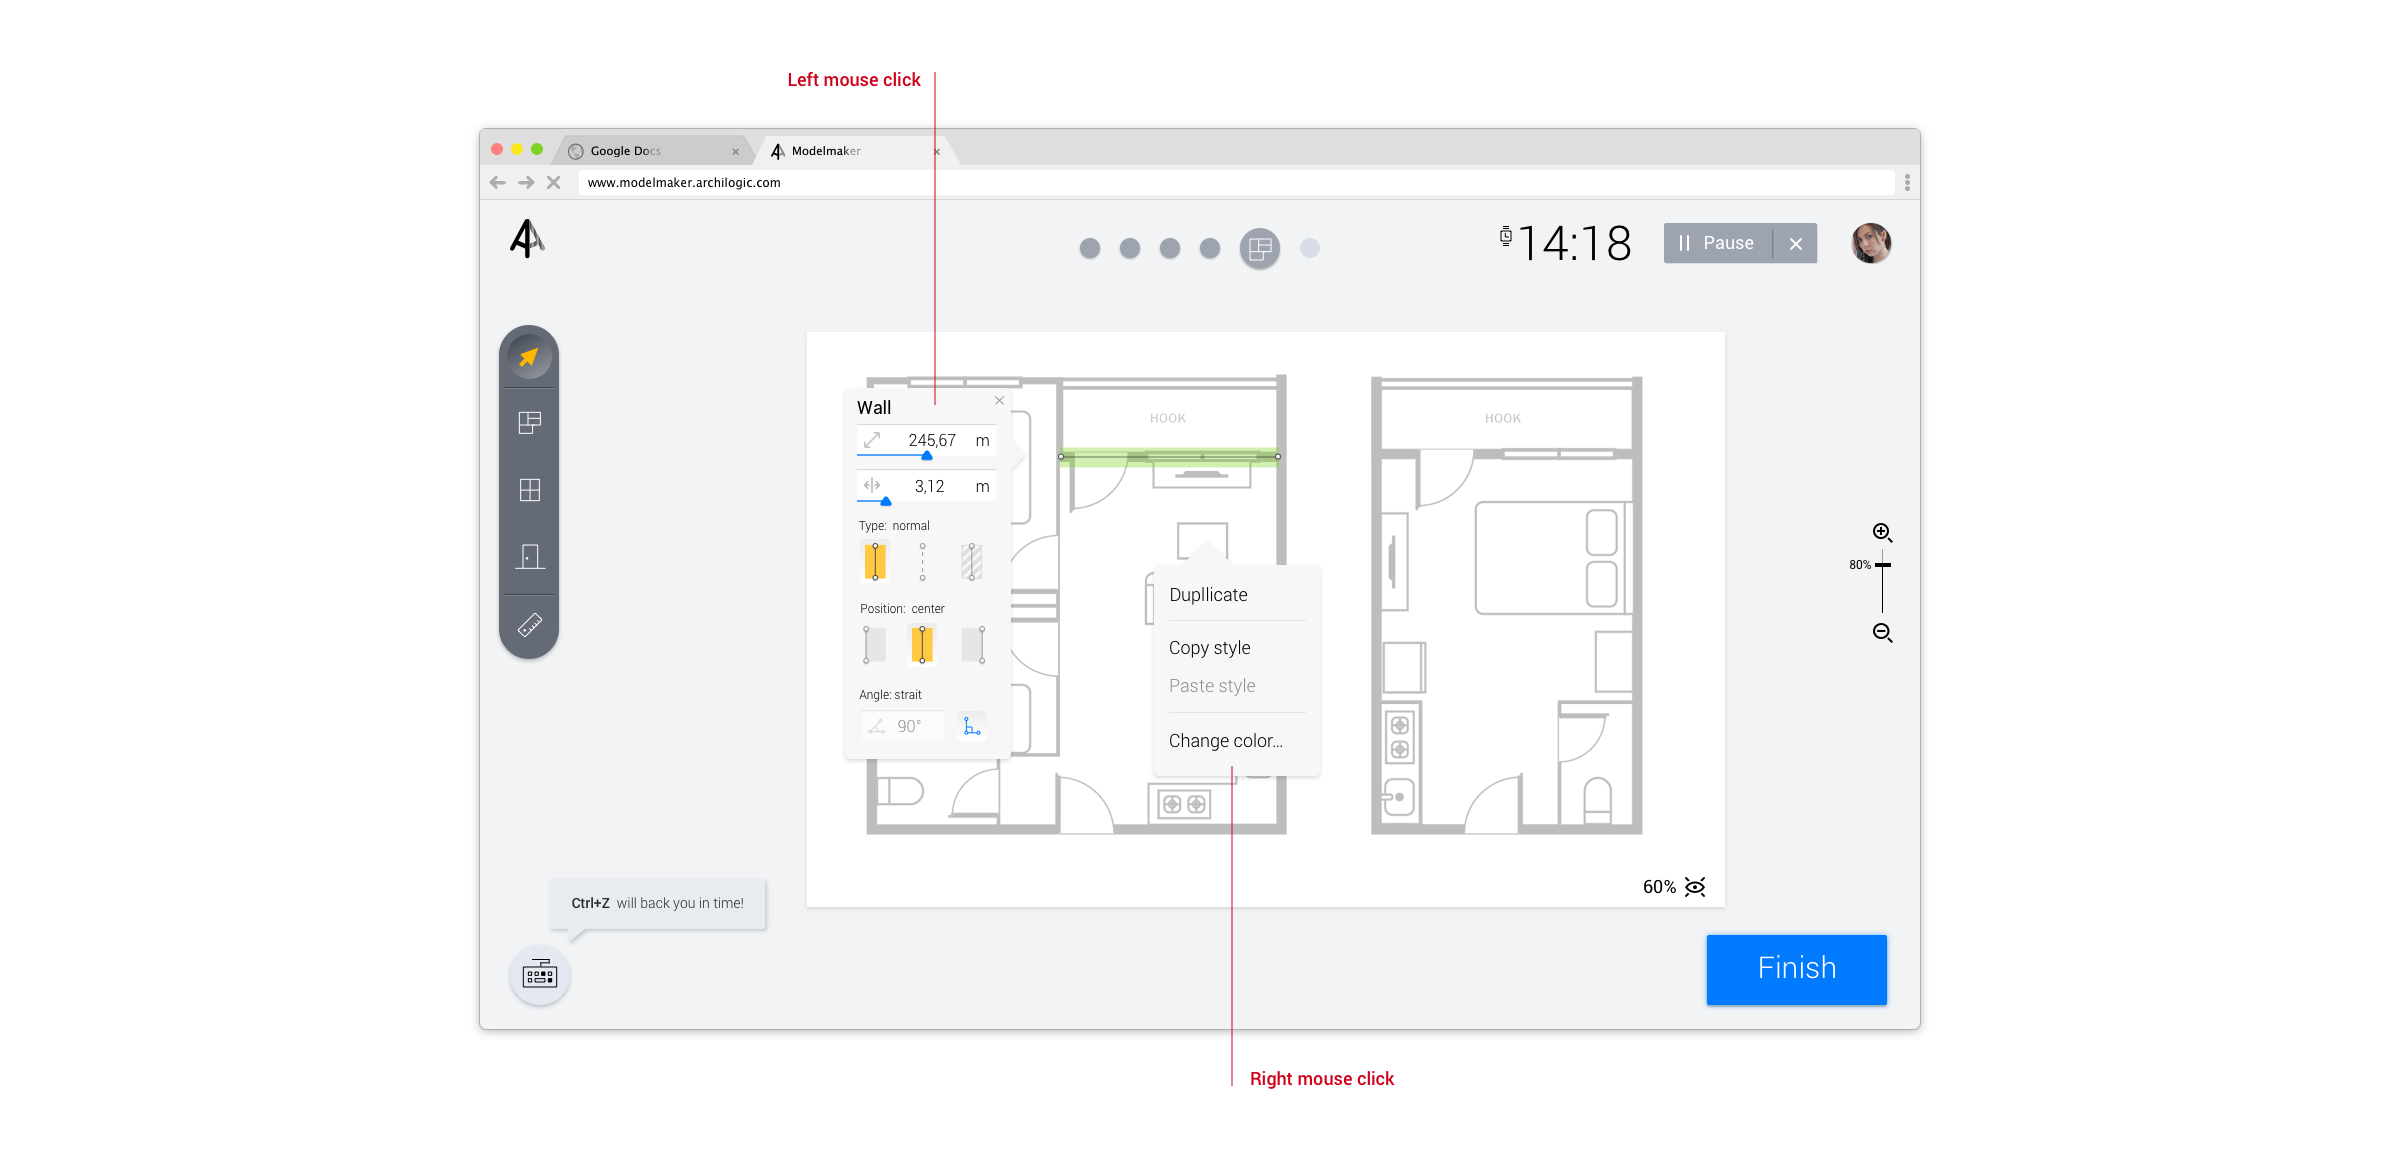 Left mouse click
Google Docs
Modelmaker
www.modelmaker.archilogic.com
14:18
Pause
Wall
245,67 m
3,12 m
Type: normal
Position: center
Angle: strait
90°
HOOK
HOOK
Dupllicate
Copy style
Paste style
Change color...
80%
60%
Ctrl+Z will back you in time!
Finish
Right mouse click